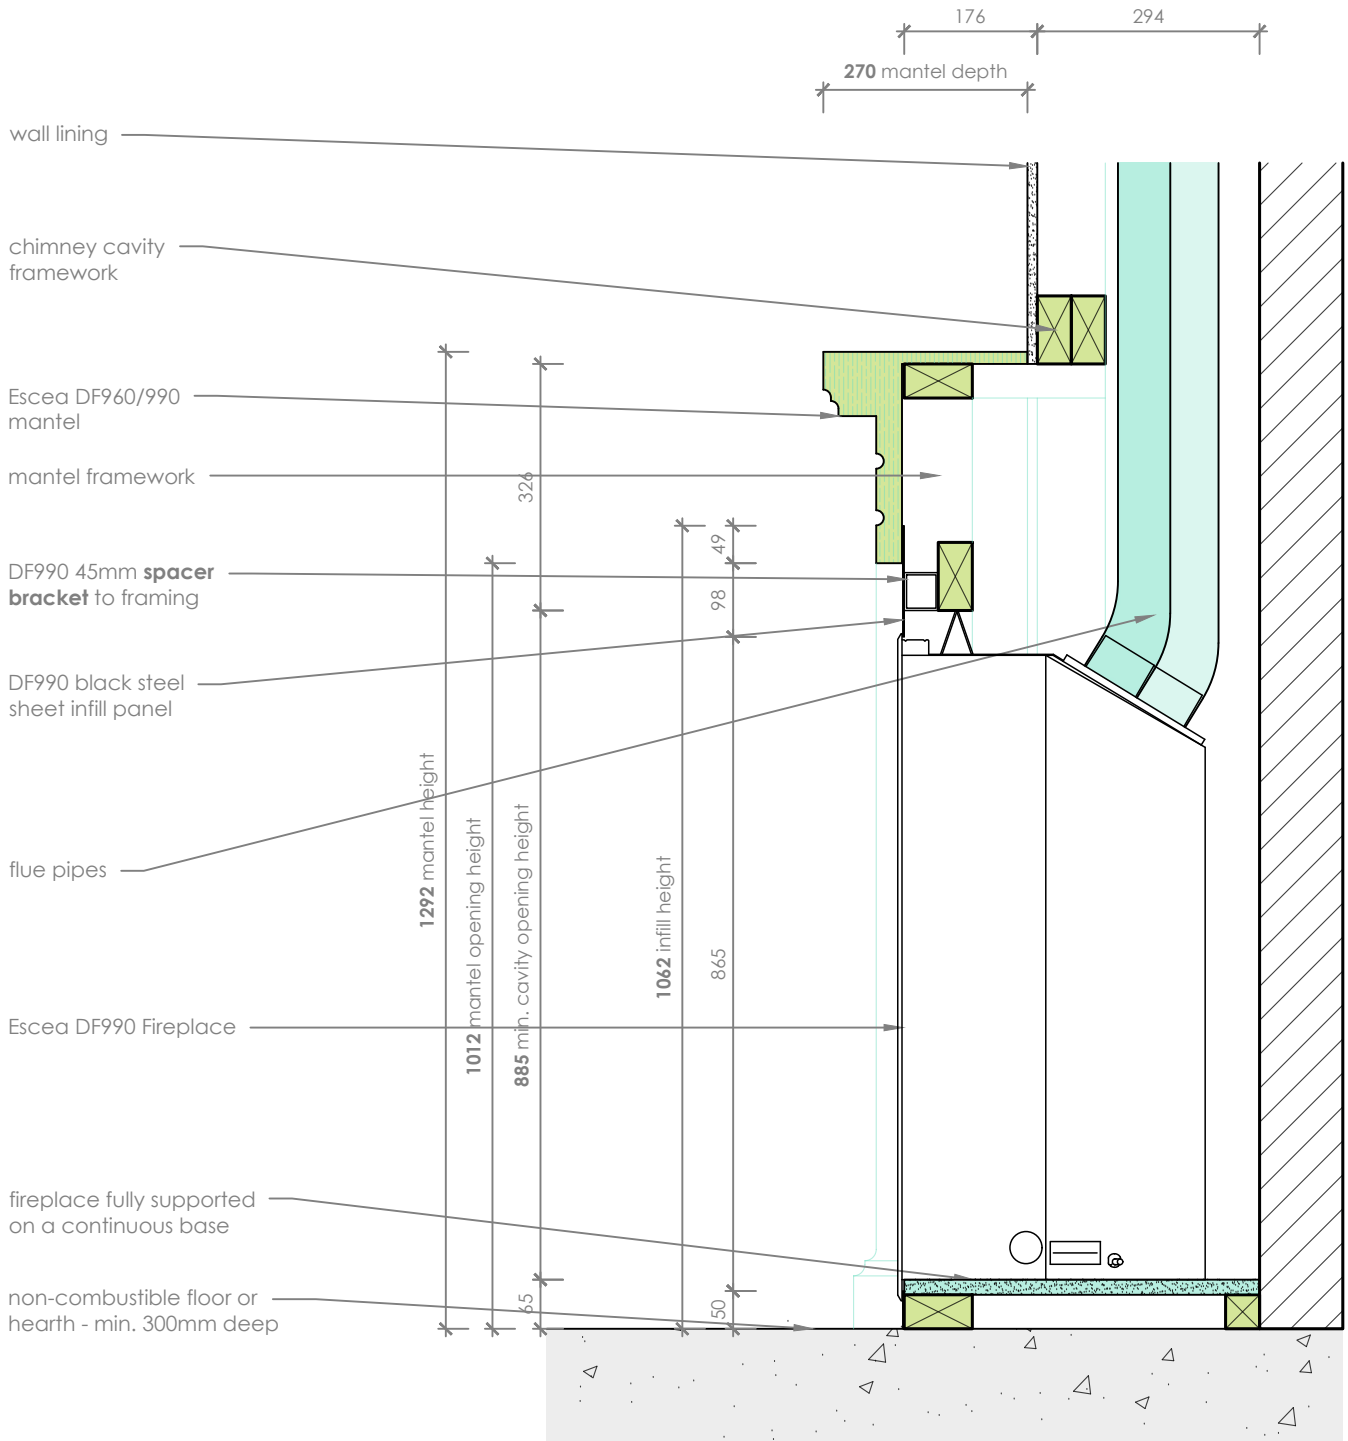 176
294
270 mantel depth
wall lining
chimney cavity
framework
Escea DF960/990
mantel
mantel framework
326
49
DF990 45mm spacer
bracket to framing
98
DF990 black steel
sheet infill panel
1292 mantel height
1012 mantel opening height
885 min. cavity opening height
1062 infill height
865
flue pipes
Escea DF990 Fireplace
fireplace fully supported
on a continuous base
65
50
non-combustible floor or
hearth - min. 300mm deep